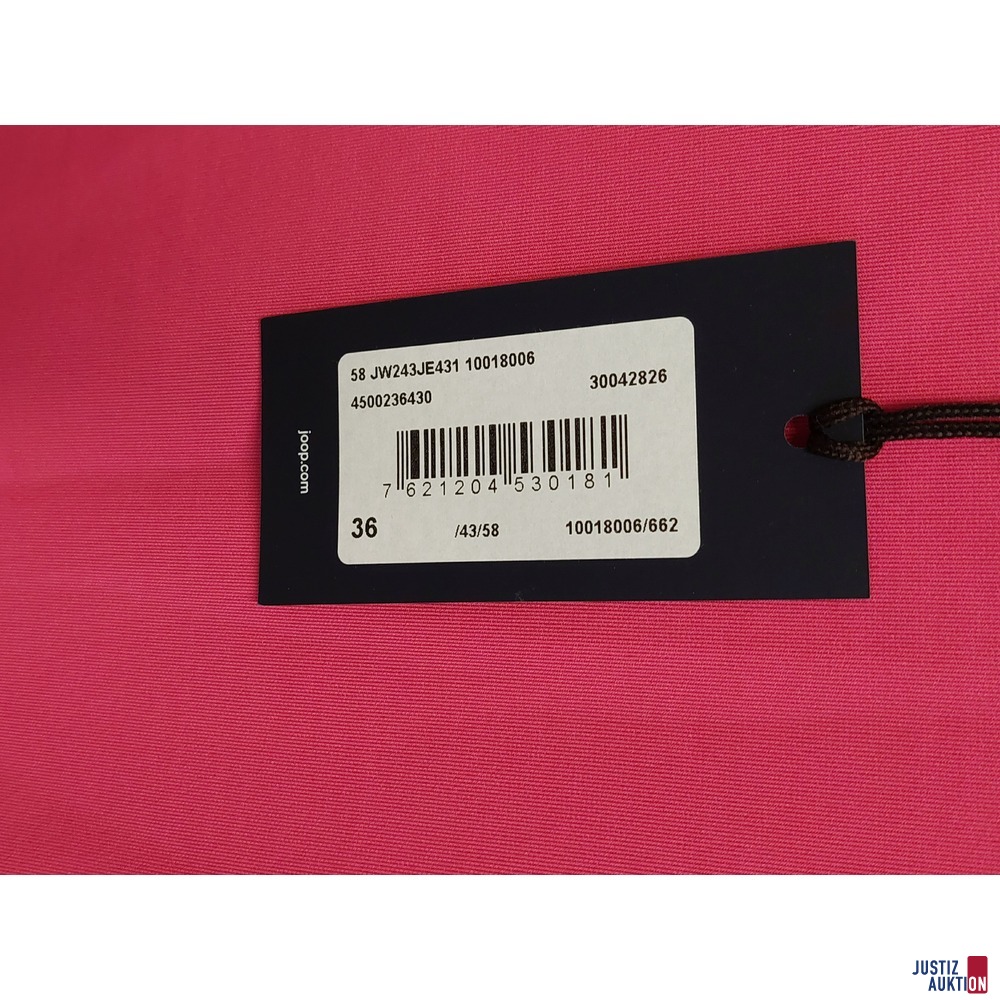 58 JW243JE431 10018006
4500236430
30042826
7 621204 530181
36 /43/58 10018006/662
joop.com
JUSTIZ
AUKTION